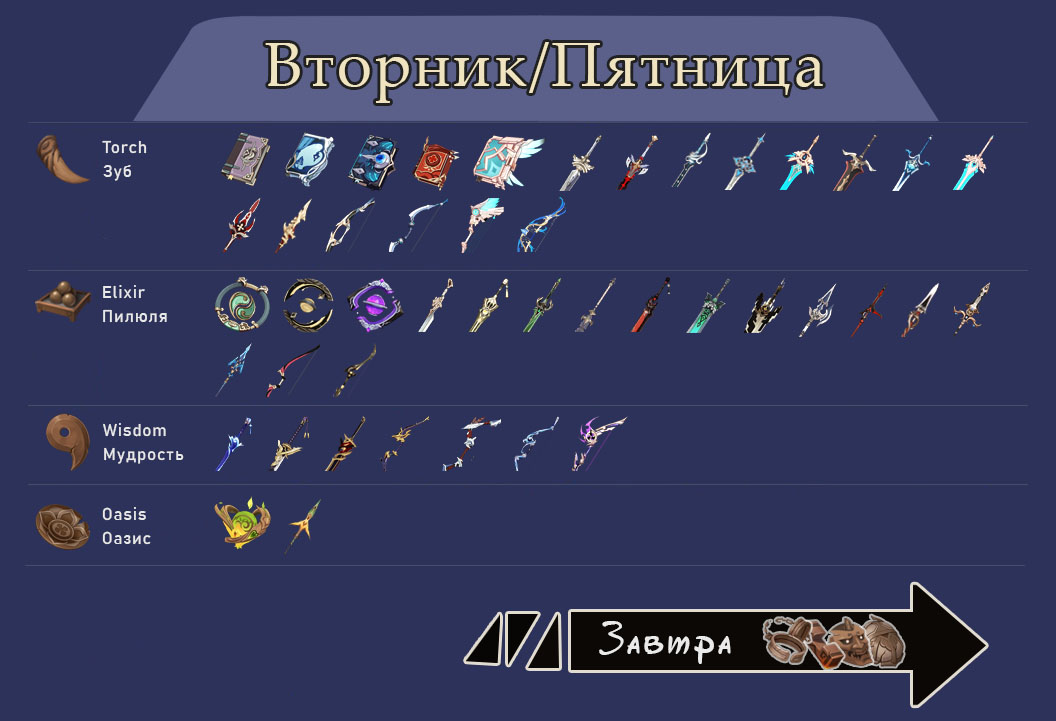 Вторник/Пятница
Torch
Зуб
Elixir
Пилюля
Wisdom
Мудрость
Oasis
Оазис
Завтра